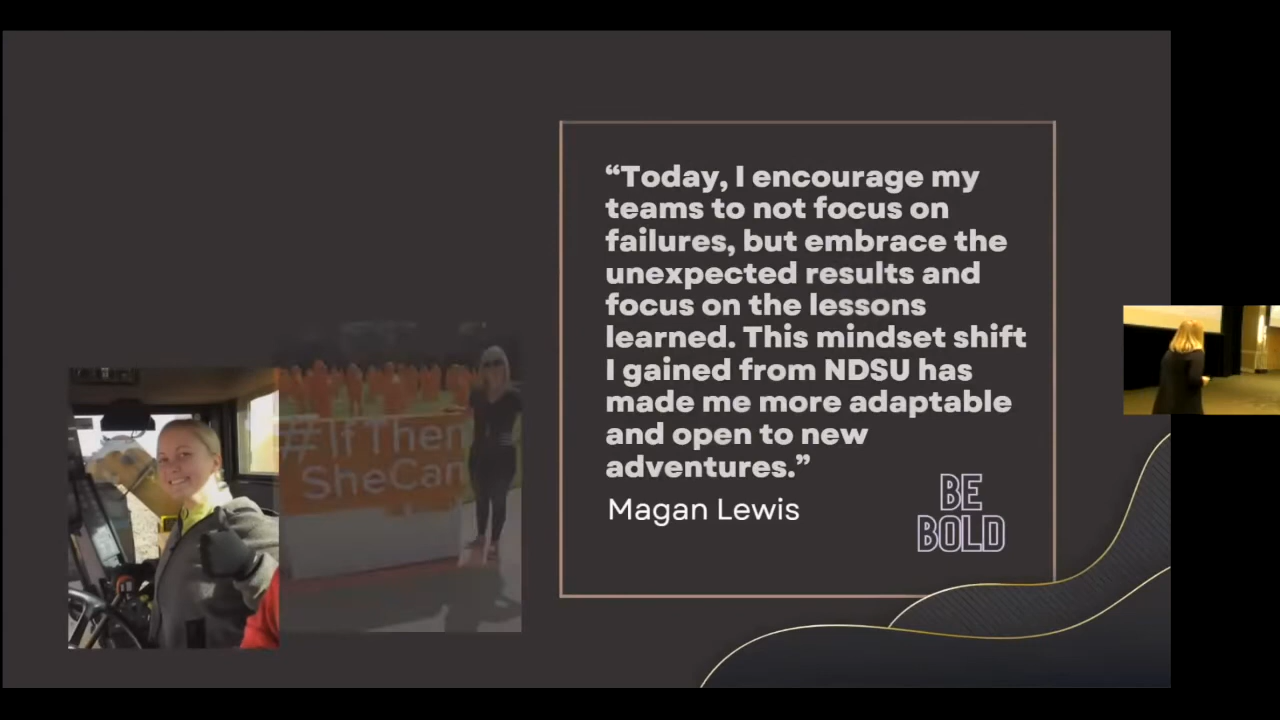 “Today, I encourage my
teams to not focus on
failures, but embrace the
unexpected results and
focus on the lessons
learned. This mindset shift
I gained from NDSU has
made me more adaptable
and open to new
adventures.”
Magan Lewis
BE
BOLD
#IfThen
SheCan